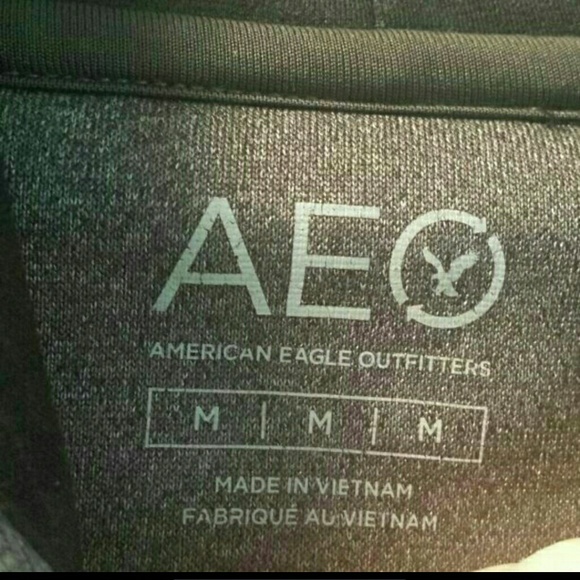 AEO
AMERICAN EAGLE OUTFITTERS
M | M | M
MADE IN VIETNAM
FABRIQUÉ AU VIETNAM